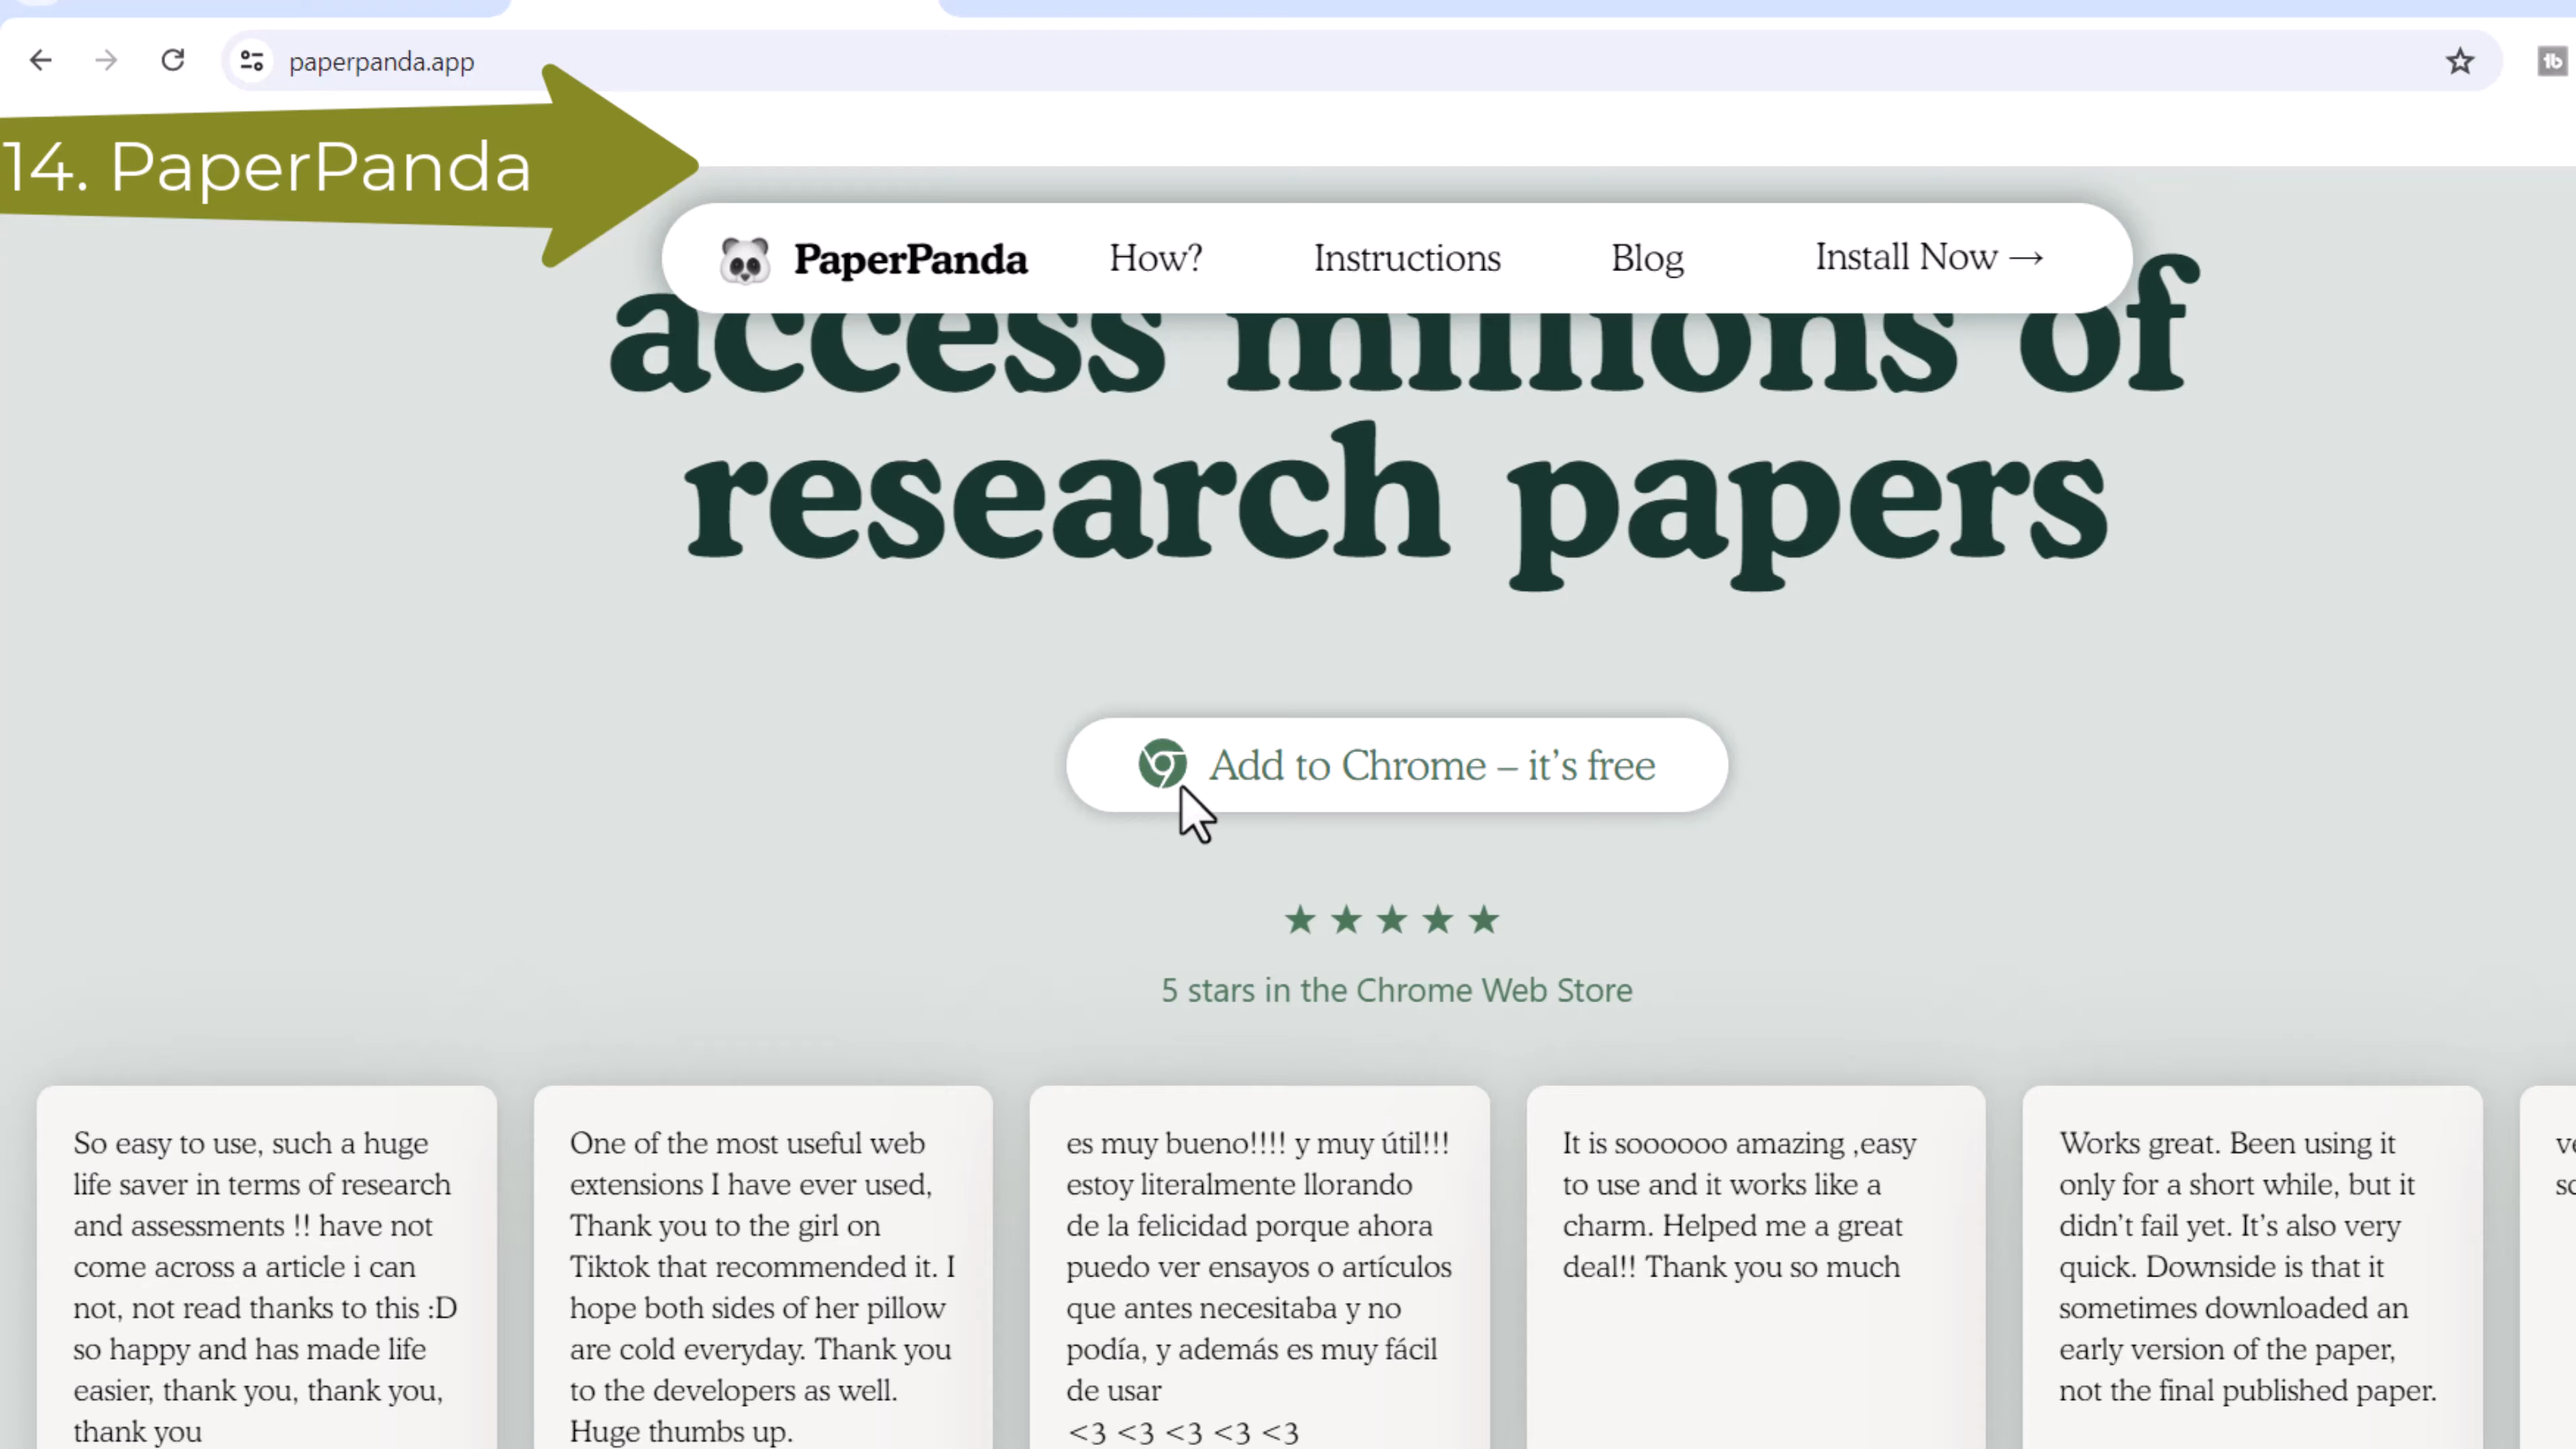 paperpanda.app
14. PaperPanda
PaperPanda How? Instructions Blog Install Now →
access millions of
research papers
Add to Chrome – it's free
★ ★ ★ ★ ★
5 stars in the Chrome Web Store
So easy to use, such a huge
life saver in terms of research
and assessments !! have not
come across a article i can
not, not read thanks to this :D
so happy and has made life
easier, thank you, thank you,
thank you
One of the most useful web
extensions I have ever used,
Thank you to the girl on
Tiktok that recommended it. I
hope both sides of her pillow
are cold everyday. Thank you
to the developers as well.
Huge thumbs up.
es muy bueno!!!! y muy útil!!!
estoy literalmente llorando
de la felicidad porque ahora
puedo ver ensayos o artículos
que antes necesitaba y no
podía, y además es muy fácil
de usar
<3 <3 <3 <3 <3
It is soooooo amazing ,easy
to use and it works like a
charm. Helped me a great
deal!! Thank you so much
Works great. Been using it
only for a short while, but it
didn't fail yet. It's also very
quick. Downside is that it
sometimes downloaded an
early version of the paper,
not the final published paper.